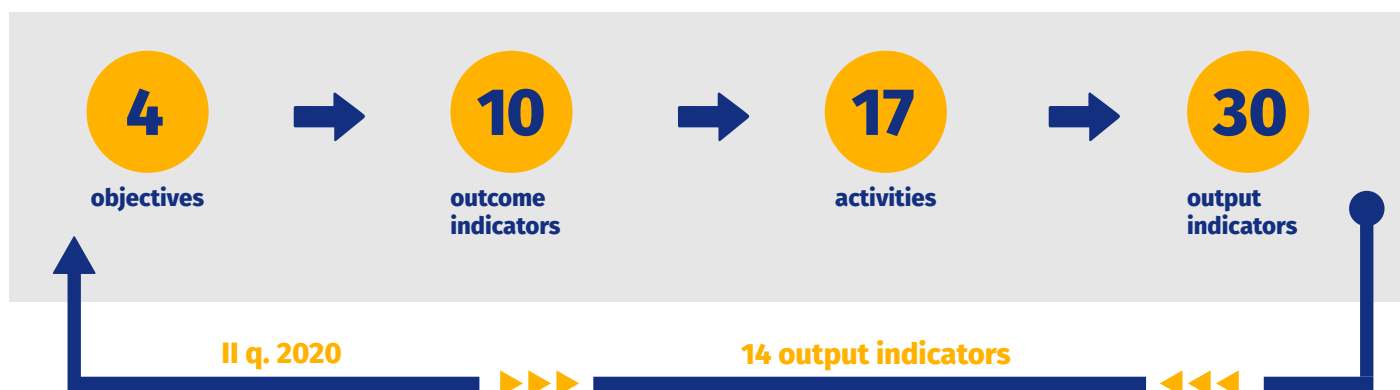 4
objectives
10
outcome
indicators
17
activities
30
output
indicators
II q. 2020
14 output indicators